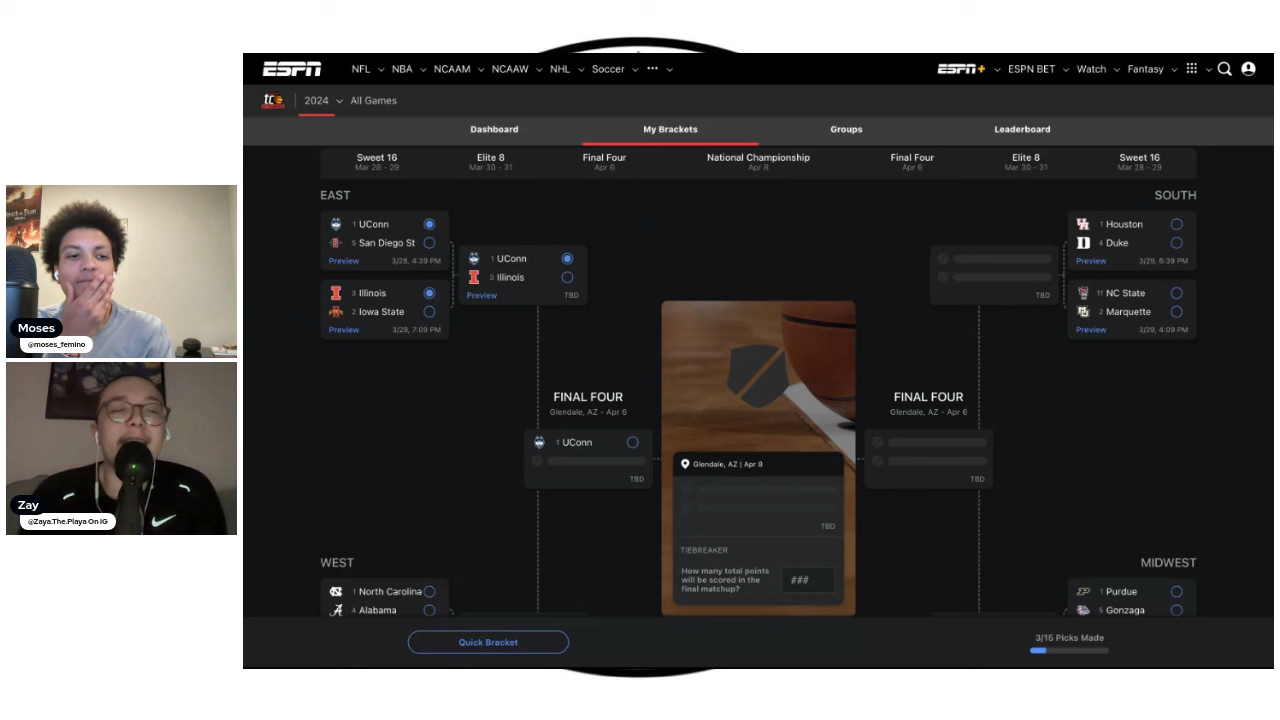 ESPN
NFL NBA NCAAM NCAAW NHL Soccer ···
ESPN+ ESPN BET Watch Fantasy
tc 2024 All Games
Dashboard My Brackets Groups Leaderboard
Sweet 16 Elite 8 Final Four National Championship Final Four Elite 8 Sweet 16
Mar 28 - 29 Mar 30 - 31 Apr 6 Apr 8 Apr 6 Mar 30 - 31 Mar 28 - 29
EAST
1 UConn
5 San Diego St
Preview 3/28, 4:39 PM
3 Illinois
2 Iowa State
Preview 3/28, 7:09 PM
1 UConn
3 Illinois
Preview TBD
FINAL FOUR
Glendale, AZ - Apr 6
1 UConn
TBD
WEST
1 North Carolina
4 Alabama
Glendale, AZ | Apr 8
TBD
TIEBREAKER
How many total points
will be scored in the
final matchup?
###
SOUTH
1 Houston
4 Duke
Preview 3/29, 6:39 PM
11 NC State
2 Marquette
Preview 3/29, 4:09 PM
TBD
FINAL FOUR
Glendale, AZ - Apr 6
TBD
MIDWEST
1 Purdue
5 Gonzaga
Quick Bracket
3/15 Picks Made
Moses
@moses_femino
Zay
@Zaya.The.Playa On IG